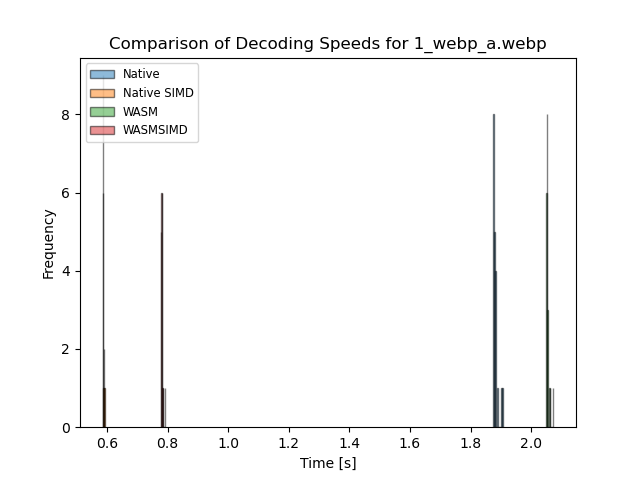 Comparison of Decoding Speeds for 1_webp_a.webp
Native
Native SIMD
WASM
WASMSIMD
Frequency
8
6
4
2
0
0.6 0.8 1.0 1.2 1.4 1.6 1.8 2.0
Time [s]